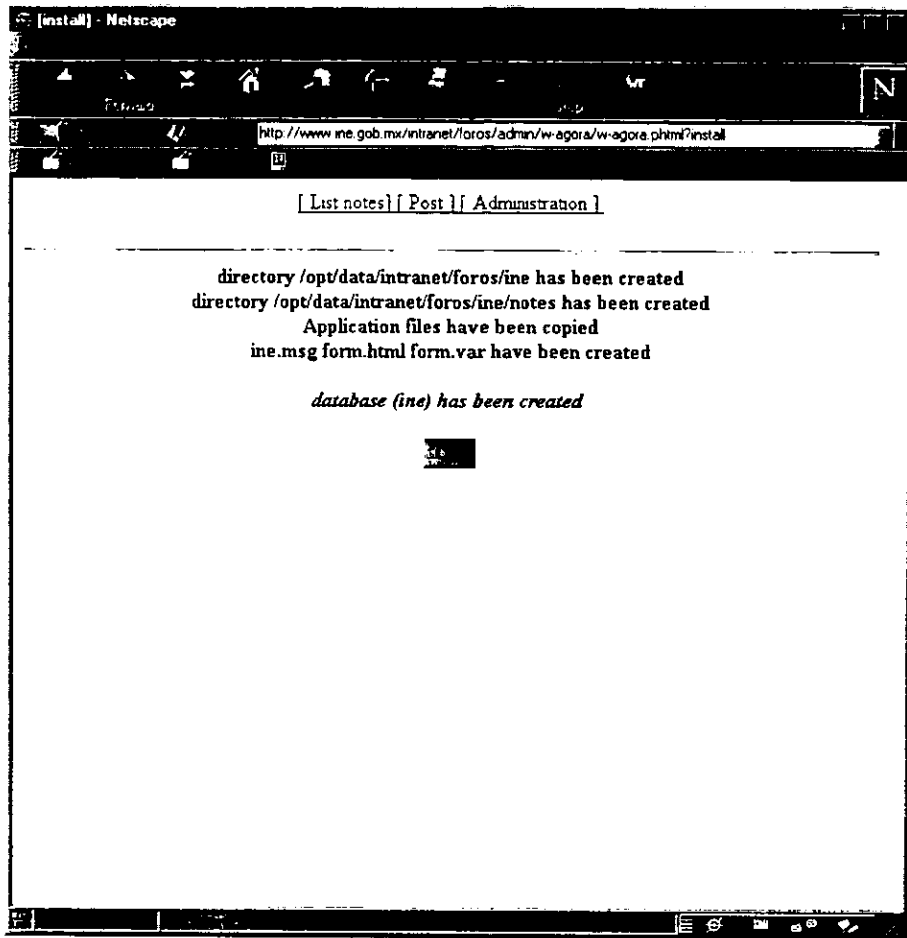 [install] - Netscape
N
http://www.ine.gob.mx/intranet/foros/admin/w-agora/w-agora.phtml?install
[ List notes] [ Post ] [ Administration ]
directory /opt/data/intranet/foros/ine has been created
directory /opt/data/intranet/foros/ine/notes has been created
Application files have been copied
ine.msg form.html form.var have been created
database (ine) has been created